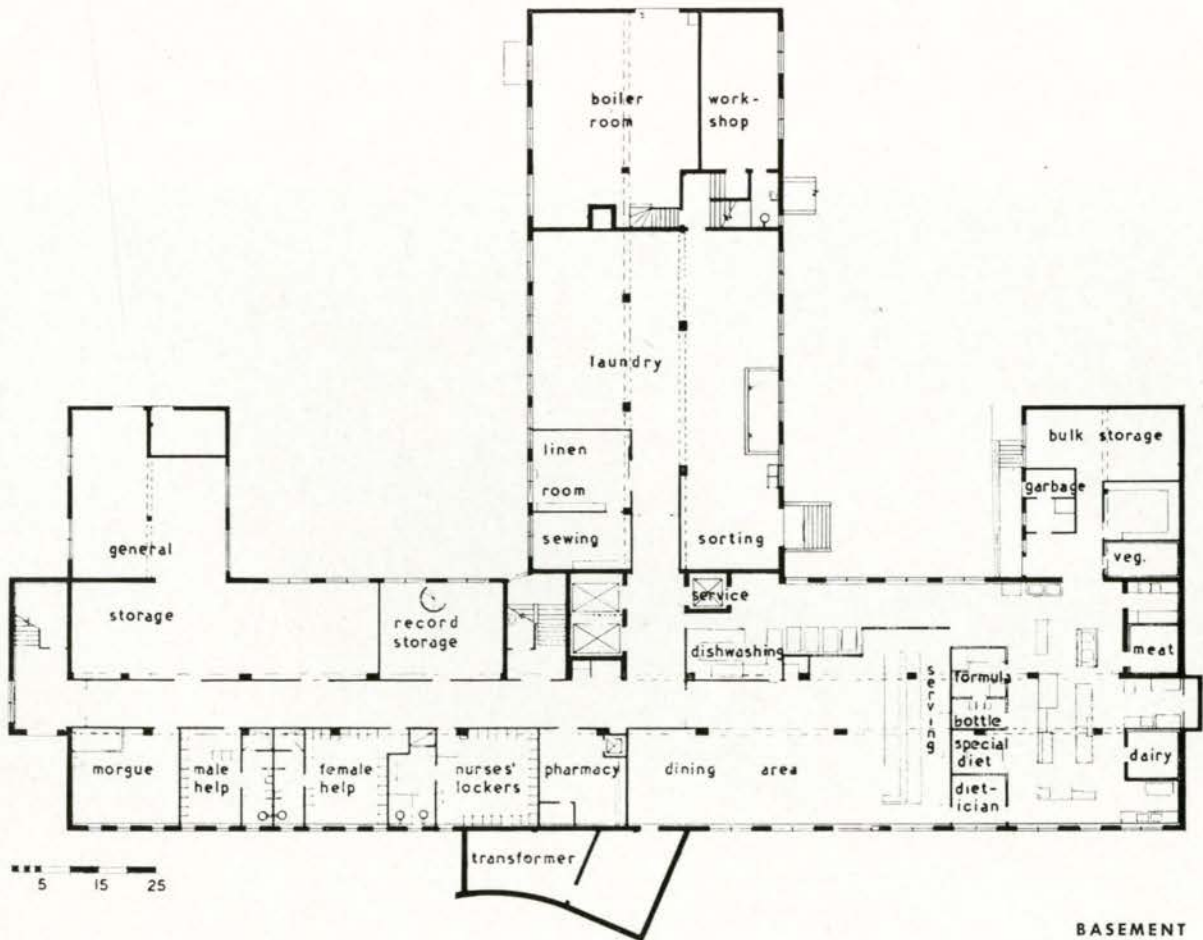 boiler
room
work-
shop
laundry
linen
room
sewing
sorting
bulk storage
garbage
veg.
general
storage
record
storage
service
dishwashing
meat
serving
formula
bottle
special
diet
diet-
ician
dairy
morgue
male
help
female
help
nurses'
lockers
pharmacy
dining area
transformer
5 15 25
BASEMENT